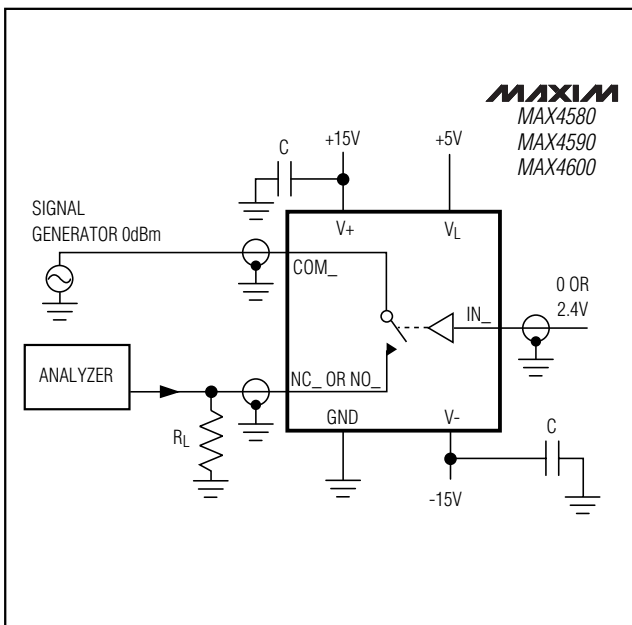 MAXIM
MAX4580
MAX4590
MAX4600
C
+15V
+5V
SIGNAL
GENERATOR 0dBm
V+
VL
COM_
0 OR
2.4V
IN_
ANALYZER
NC_ OR NO_
RL
GND
V-
C
-15V